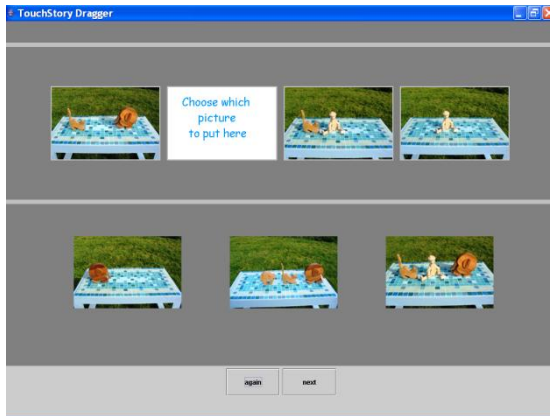 TouchStory Dragger
Choose which
picture
to put here
again
next